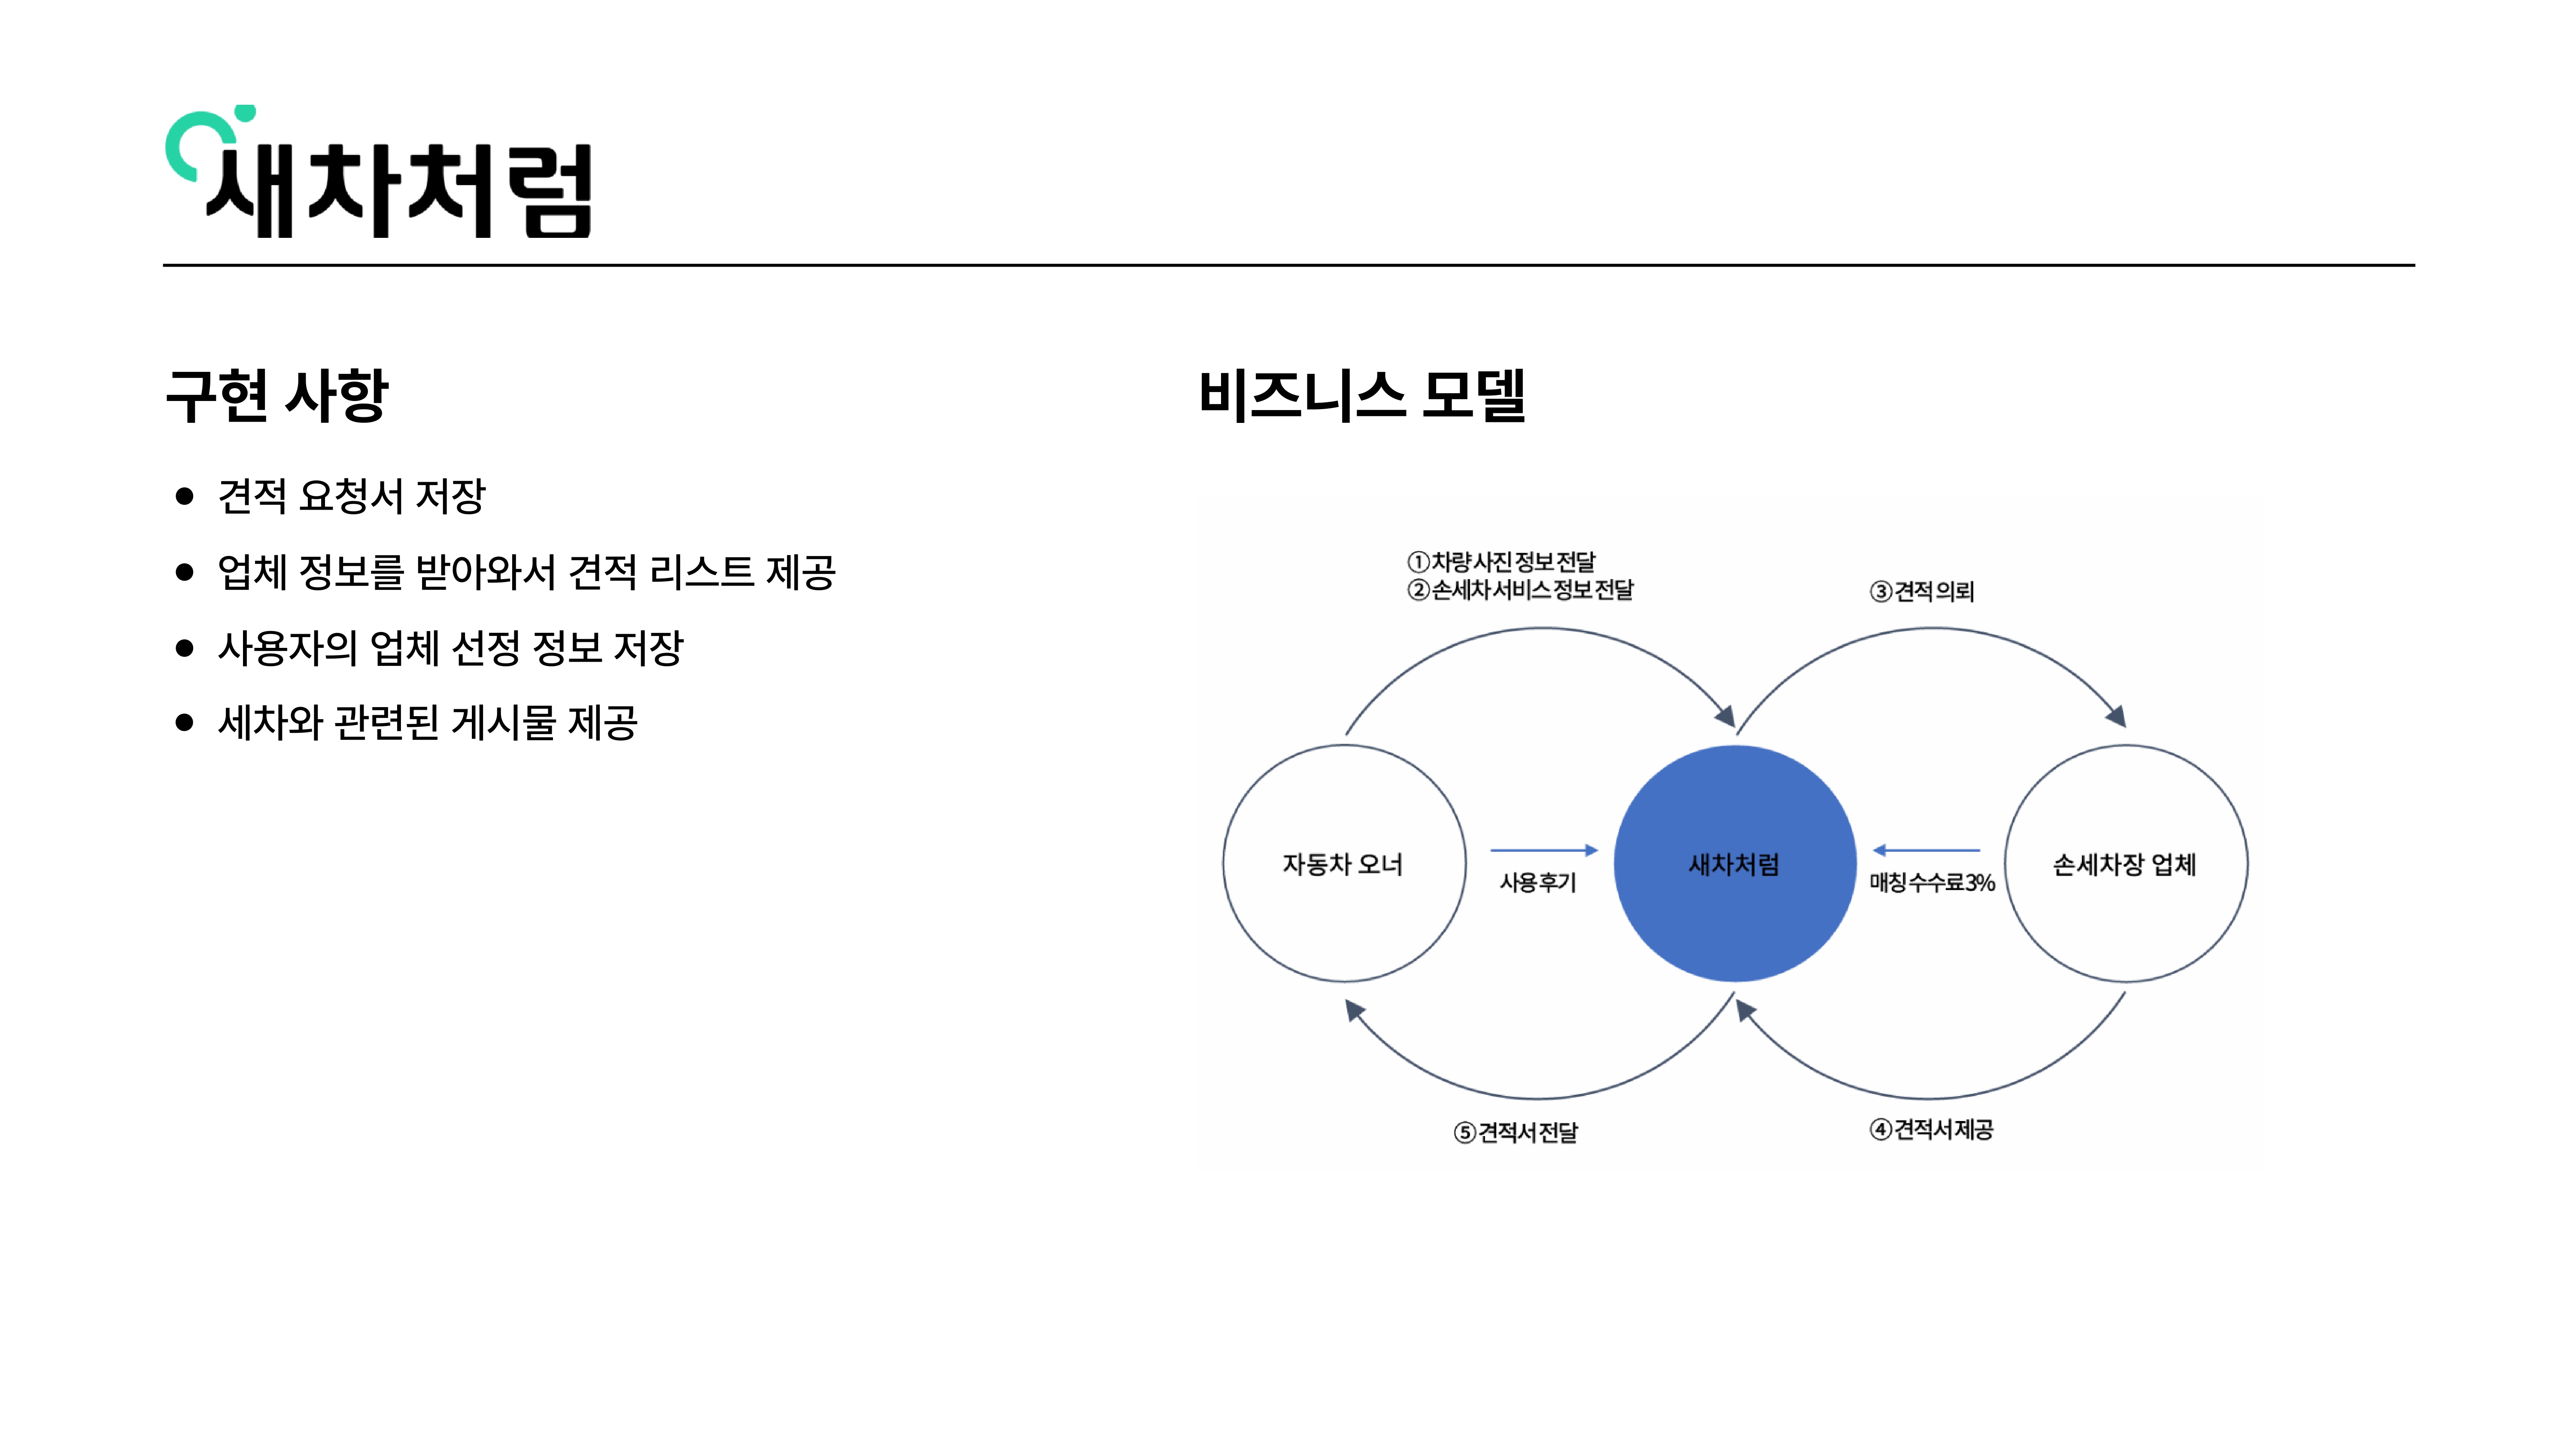 새차처럼
구현 사항
● 견적 요청서 저장
● 업체 정보를 받아와서 견적 리스트 제공
● 사용자의 업체 선정 정보 저장
● 세차와 관련된 게시물 제공
비즈니스 모델
①차량 사진 정보 전달
②손세차 서비스 정보 전달
③견적 의뢰
자동차 오너
사용 후기
새차처럼
매칭 수수료 3%
손세차장 업체
⑤견적서 전달
④견적서 제공